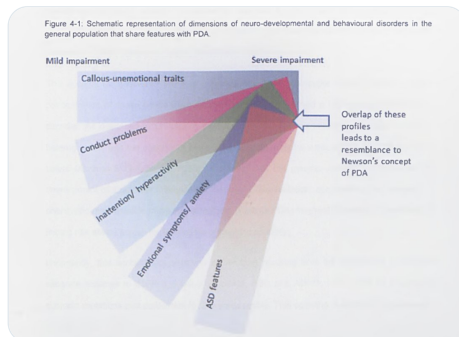 Figure 4-1: Schematic representation of dimensions of neuro-developmental and behavioural disorders in the
general population that share features with PDA.
Mild impairment
Severe impairment
Callous-unemotional traits
Conduct problems
Inattention/ hyperactivity
Emotional symptoms/ anxiety
ASD features
Overlap of these
profiles
leads to a
resemblance to
Newson's concept
of PDA